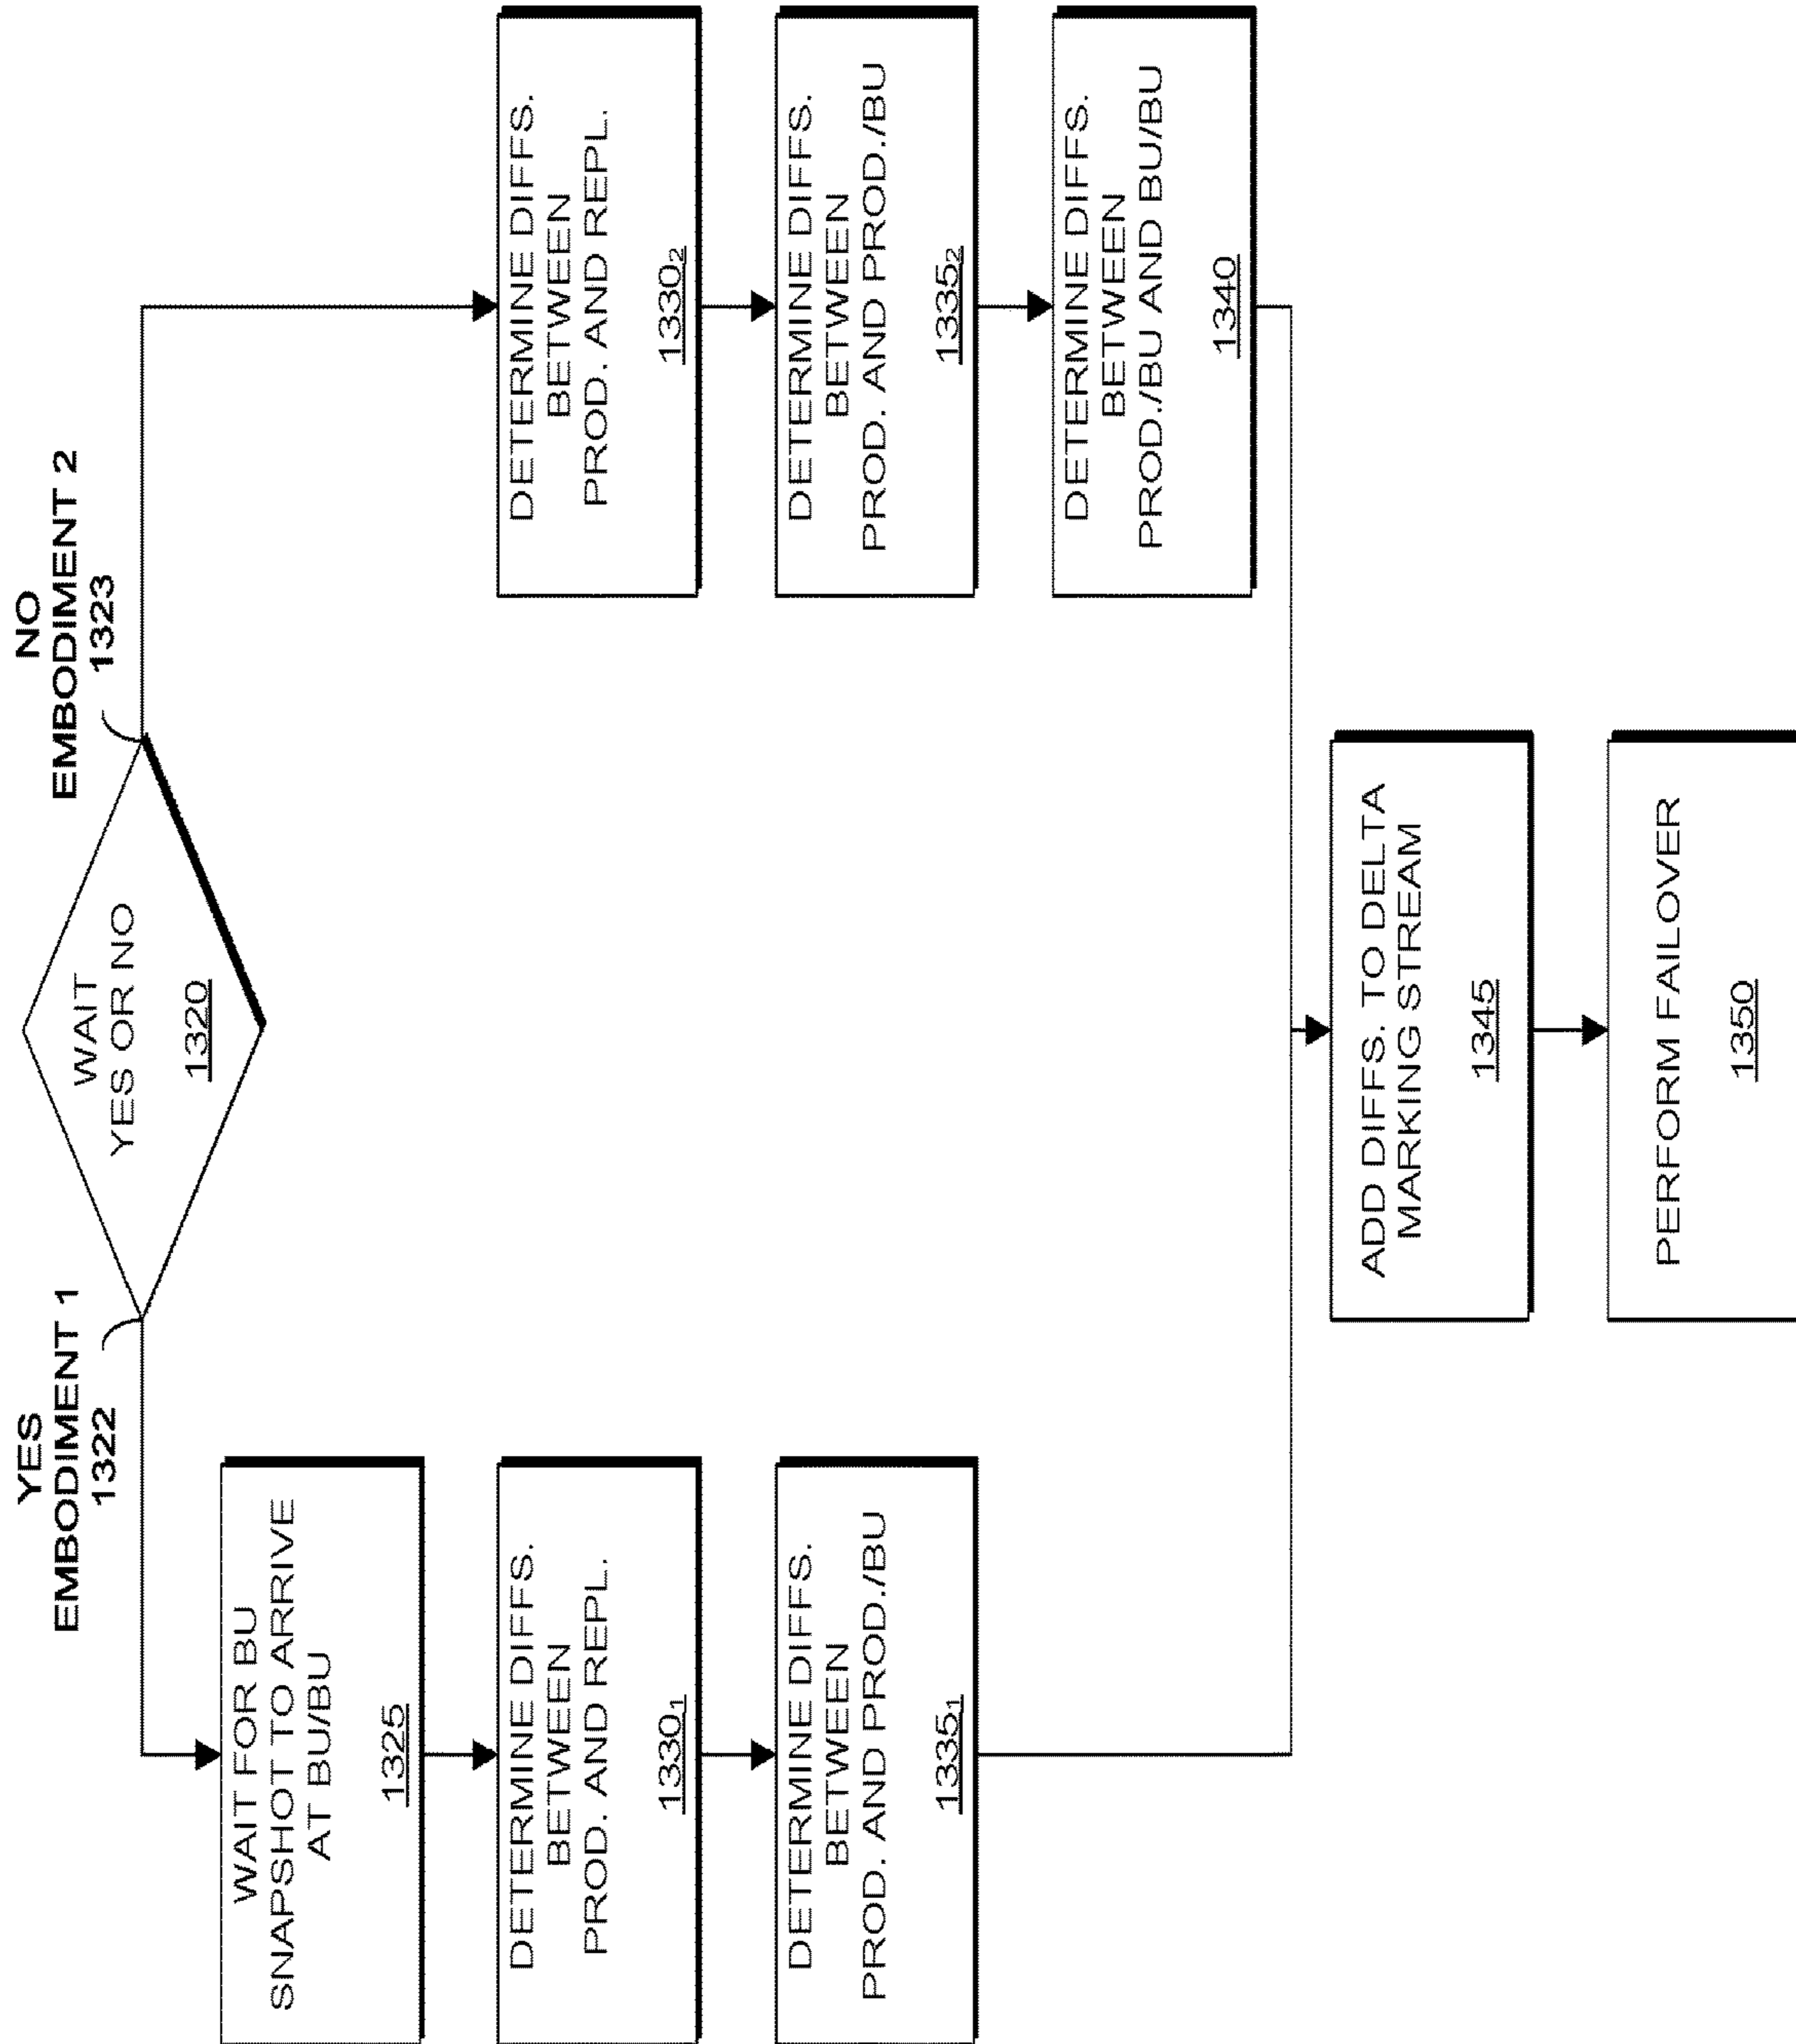 WAIT
YES OR NO
1320
YES
EMBODIMENT 1
1322
NO
EMBODIMENT 2
1323
WAIT FOR BU
SNAPSHOT TO ARRIVE
AT BU/BU
1325
DETERMINE DIFFS.
BETWEEN
PROD. AND REPL.
1330₁
DETERMINE DIFFS.
BETWEEN
PROD. AND PROD./BU
1335₁
DETERMINE DIFFS.
BETWEEN
PROD. AND REPL.
1330₂
DETERMINE DIFFS.
BETWEEN
PROD. AND PROD./BU
1335₂
DETERMINE DIFFS.
BETWEEN
PROD./BU AND BU/BU
1340
ADD DIFFS. TO DELTA
MARKING STREAM
1345
PERFORM FAILOVER
1350